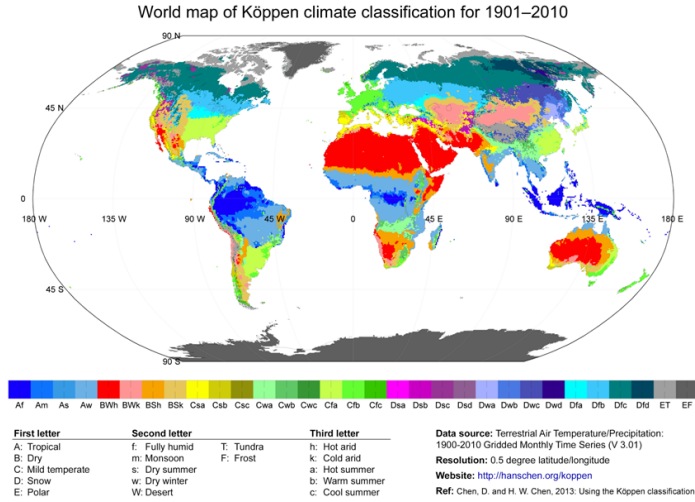 World map of Köppen climate classification for 1901–2010
90 N
45 N
0
180 W 135 W 90 W 45 W 0 45 E 90 E 135 E 180 E
45 S
90 S
Af Am As Aw BWh BWk BSh BSk Csa Csb Csc Cwa Cwb Cwc Cfa Cfb Cfc Dsa Dsb Dsc Dsd Dwa Dwb Dwc Dwd Dfa Dfb Dfc Dfd ET EF
First letter
A: Tropical
B: Dry
C: Mild temperate
D: Snow
E: Polar
Second letter
f: Fully humid T: Tundra
m: Monsoon F: Frost
s: Dry summer
w: Dry winter
W: Desert
Third letter
h: Hot arid
k: Cold arid
a: Hot summer
b: Warm summer
c: Cool summer
Data source: Terrestrial Air Temperature/Precipitation:
1900-2010 Gridded Monthly Time Series (V 3.01)
Resolution: 0.5 degree latitude/longitude
Website: http://hanschen.org/koppen
Ref: Chen, D. and H. W. Chen, 2013: Using the Köppen classification